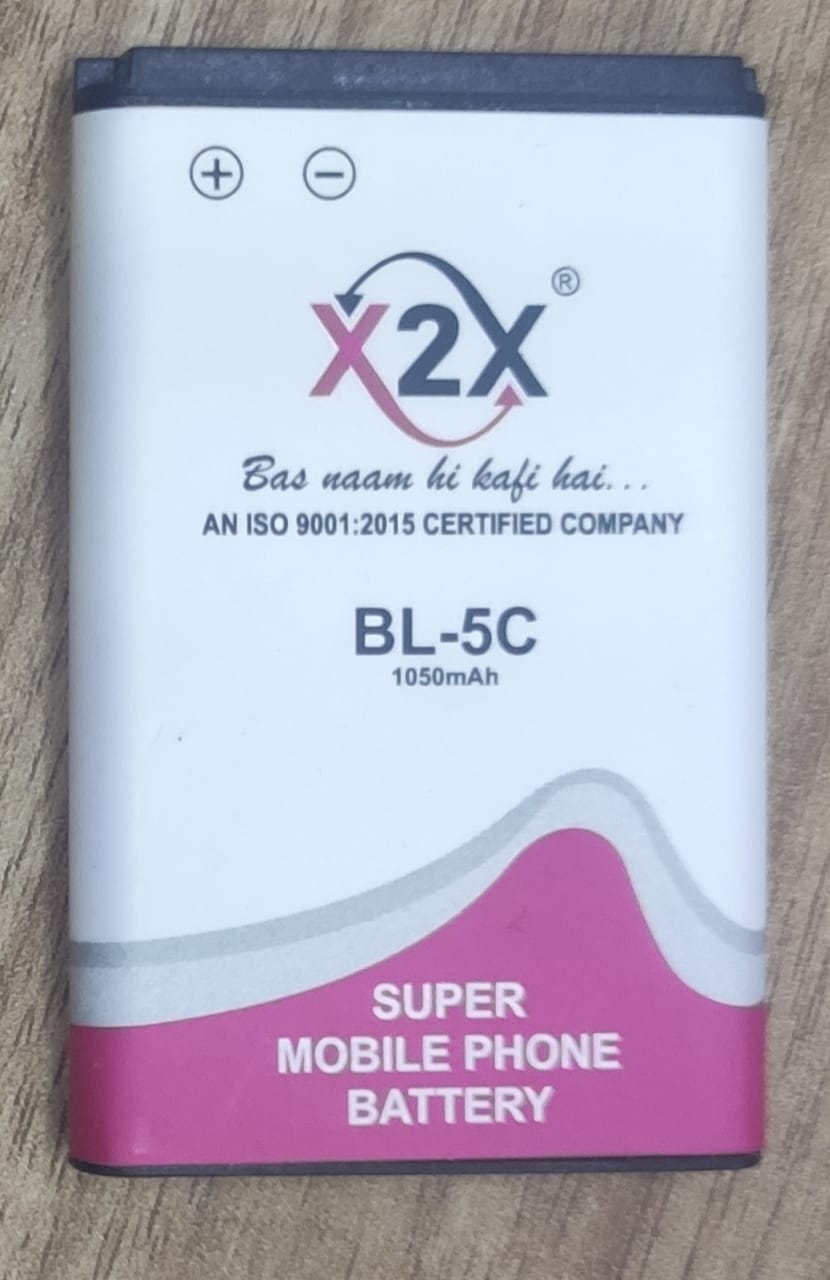 + −
X2X ®
Bas naam hi kafi hai...
AN ISO 9001:2015 CERTIFIED COMPANY
BL-5C
1050mAh
SUPER
MOBILE PHONE
BATTERY